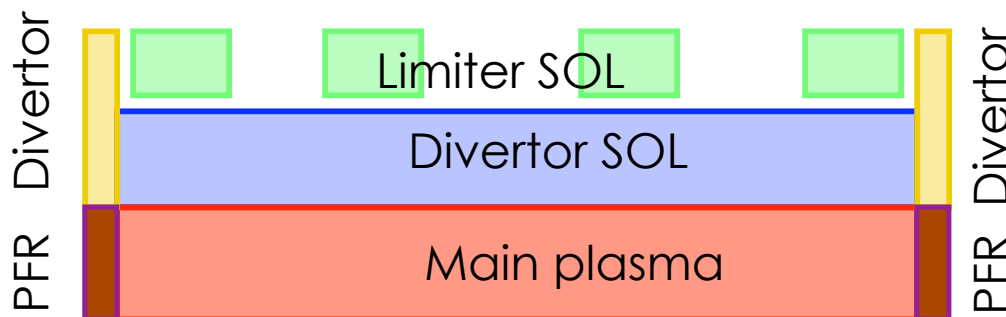 Divertor
Limiter SOL
Divertor
Divertor SOL
PFR
Main plasma
PFR